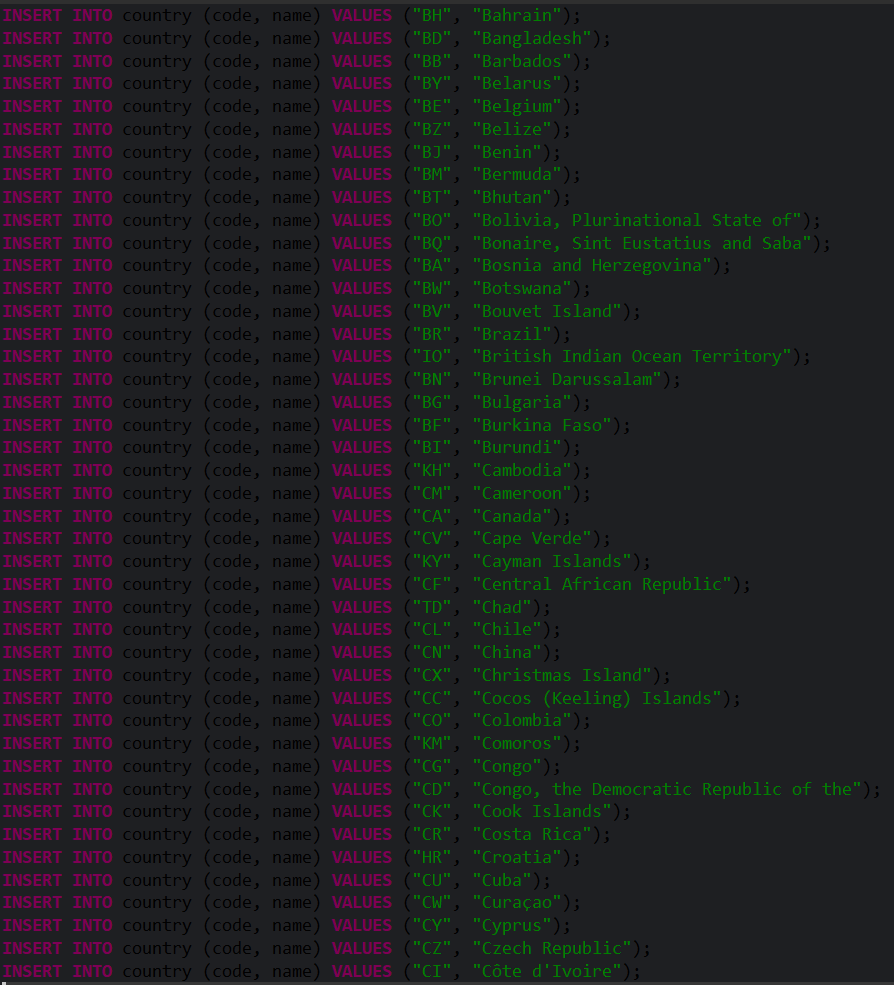 INSERT INTO country (code, name) VALUES ("BH", "Bahrain");
INSERT INTO country (code, name) VALUES ("BD", "Bangladesh");
INSERT INTO country (code, name) VALUES ("BB", "Barbados");
INSERT INTO country (code, name) VALUES ("BY", "Belarus");
INSERT INTO country (code, name) VALUES ("BE", "Belgium");
INSERT INTO country (code, name) VALUES ("BZ", "Belize");
INSERT INTO country (code, name) VALUES ("BJ", "Benin");
INSERT INTO country (code, name) VALUES ("BM", "Bermuda");
INSERT INTO country (code, name) VALUES ("BT", "Bhutan");
INSERT INTO country (code, name) VALUES ("BO", "Bolivia, Plurinational State of");
INSERT INTO country (code, name) VALUES ("BQ", "Bonaire, Sint Eustatius and Saba");
INSERT INTO country (code, name) VALUES ("BA", "Bosnia and Herzegovina");
INSERT INTO country (code, name) VALUES ("BW", "Botswana");
INSERT INTO country (code, name) VALUES ("BV", "Bouvet Island");
INSERT INTO country (code, name) VALUES ("BR", "Brazil");
INSERT INTO country (code, name) VALUES ("IO", "British Indian Ocean Territory");
INSERT INTO country (code, name) VALUES ("BN", "Brunei Darussalam");
INSERT INTO country (code, name) VALUES ("BG", "Bulgaria");
INSERT INTO country (code, name) VALUES ("BF", "Burkina Faso");
INSERT INTO country (code, name) VALUES ("BI", "Burundi");
INSERT INTO country (code, name) VALUES ("KH", "Cambodia");
INSERT INTO country (code, name) VALUES ("CM", "Cameroon");
INSERT INTO country (code, name) VALUES ("CA", "Canada");
INSERT INTO country (code, name) VALUES ("CV", "Cape Verde");
INSERT INTO country (code, name) VALUES ("KY", "Cayman Islands");
INSERT INTO country (code, name) VALUES ("CF", "Central African Republic");
INSERT INTO country (code, name) VALUES ("TD", "Chad");
INSERT INTO country (code, name) VALUES ("CL", "Chile");
INSERT INTO country (code, name) VALUES ("CN", "China");
INSERT INTO country (code, name) VALUES ("CX", "Christmas Island");
INSERT INTO country (code, name) VALUES ("CC", "Cocos (Keeling) Islands");
INSERT INTO country (code, name) VALUES ("CO", "Colombia");
INSERT INTO country (code, name) VALUES ("KM", "Comoros");
INSERT INTO country (code, name) VALUES ("CG", "Congo");
INSERT INTO country (code, name) VALUES ("CD", "Congo, the Democratic Republic of the");
INSERT INTO country (code, name) VALUES ("CK", "Cook Islands");
INSERT INTO country (code, name) VALUES ("CR", "Costa Rica");
INSERT INTO country (code, name) VALUES ("HR", "Croatia");
INSERT INTO country (code, name) VALUES ("CU", "Cuba");
INSERT INTO country (code, name) VALUES ("CW", "Curaçao");
INSERT INTO country (code, name) VALUES ("CY", "Cyprus");
INSERT INTO country (code, name) VALUES ("CZ", "Czech Republic");
INSERT INTO country (code, name) VALUES ("CI", "Côte d'Ivoire");